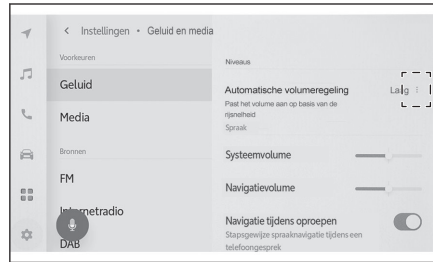 Instellingen • Geluid en media
Voorkeuren
Geluid
Media
Bronnen
FM
Internetradio
DAB
Niveaus
Automatische volumeregeling
Laag
Past het volume aan op basis van de
rijsnelheid
Spraak
Systeemvolume
Navigatievolume
Navigatie tijdens oproepen
Stapsgewijze spraaknavigatie tijdens een
telefoongesprek